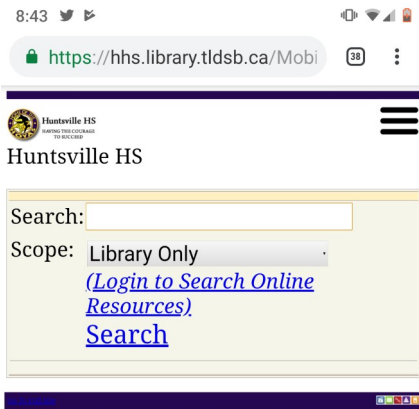 8:43
https://hhs.library.tldsb.ca/Mobi
38
Huntsville HS
HAVING THE COURAGE
TO SUCCEED
Huntsville HS
Search:
Scope: Library Only
(Login to Search Online
Resources)
Search